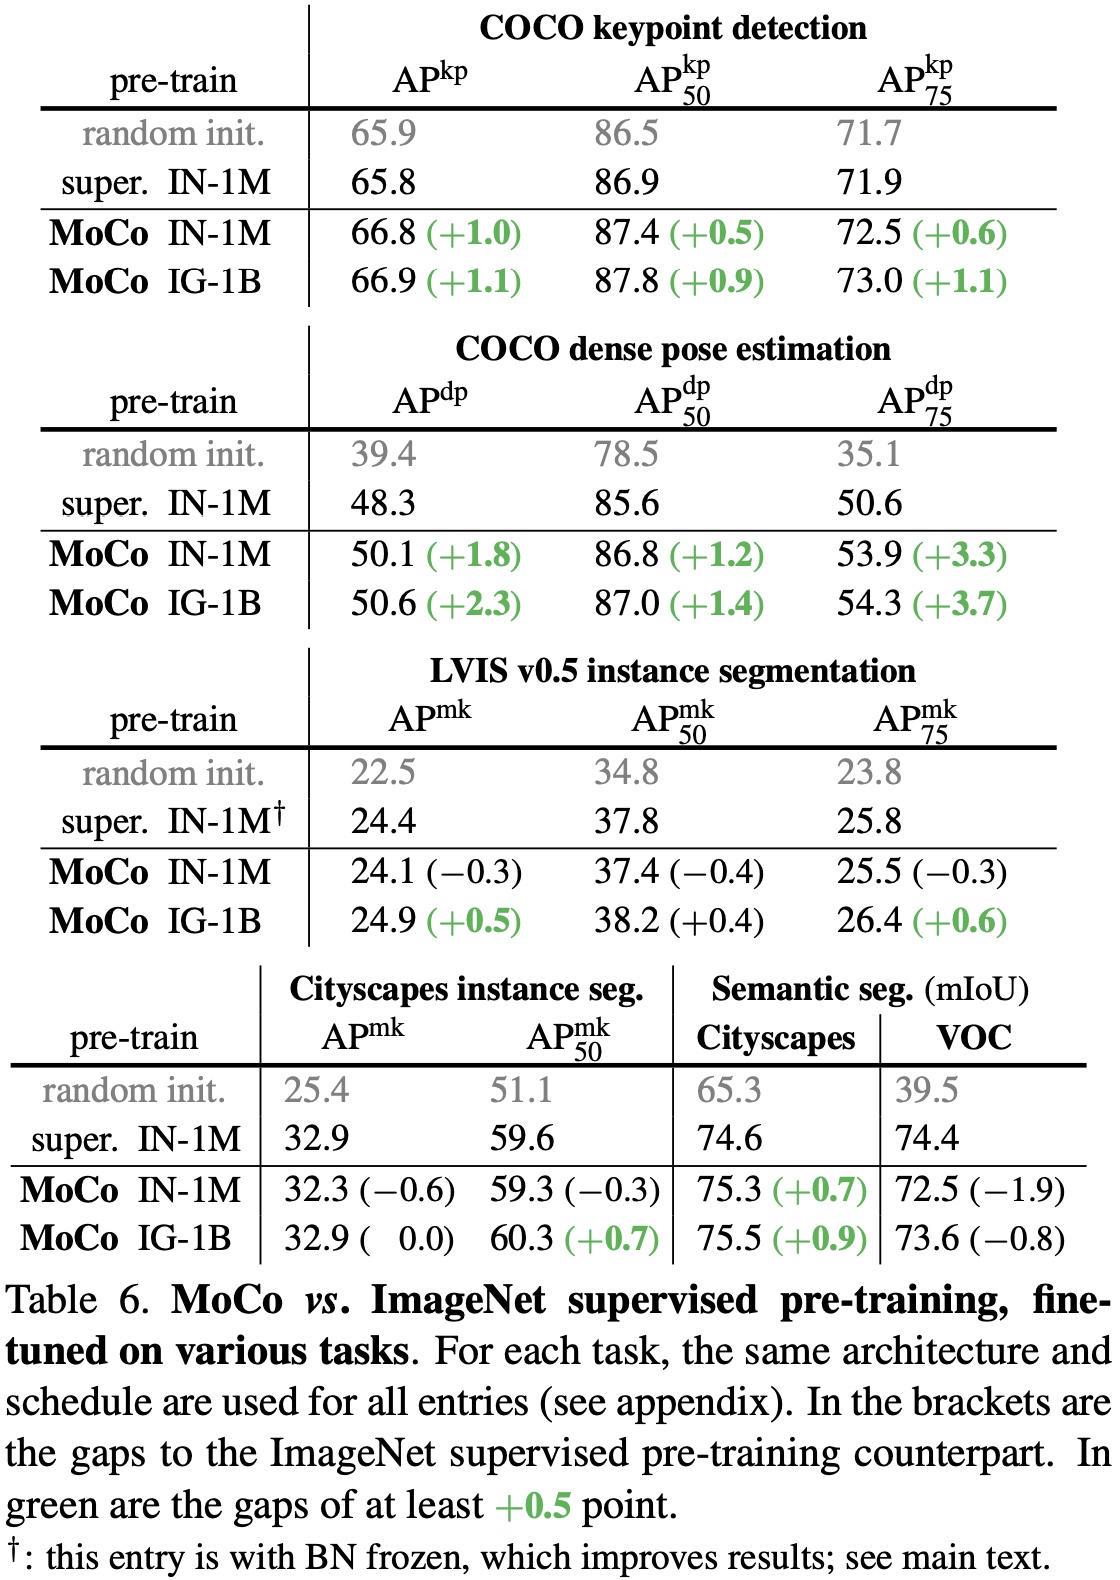 COCO keypoint detection
pre-train AP^kp AP^kp_50 AP^kp_75
random init. 65.9 86.5 71.7
super. IN-1M 65.8 86.9 71.9
MoCo IN-1M 66.8 (+1.0) 87.4 (+0.5) 72.5 (+0.6)
MoCo IG-1B 66.9 (+1.1) 87.8 (+0.9) 73.0 (+1.1)
COCO dense pose estimation
pre-train AP^dp AP^dp_50 AP^dp_75
random init. 39.4 78.5 35.1
super. IN-1M 48.3 85.6 50.6
MoCo IN-1M 50.1 (+1.8) 86.8 (+1.2) 53.9 (+3.3)
MoCo IG-1B 50.6 (+2.3) 87.0 (+1.4) 54.3 (+3.7)
LVIS v0.5 instance segmentation
pre-train AP^mk AP^mk_50 AP^mk_75
random init. 22.5 34.8 23.8
super. IN-1M† 24.4 37.8 25.8
MoCo IN-1M 24.1 (−0.3) 37.4 (−0.4) 25.5 (−0.3)
MoCo IG-1B 24.9 (+0.5) 38.2 (+0.4) 26.4 (+0.6)
Cityscapes instance seg. Semantic seg. (mIoU)
pre-train AP^mk AP^mk_50 Cityscapes VOC
random init. 25.4 51.1 65.3 39.5
super. IN-1M 32.9 59.6 74.6 74.4
MoCo IN-1M 32.3 (−0.6) 59.3 (−0.3) 75.3 (+0.7) 72.5 (−1.9)
MoCo IG-1B 32.9 ( 0.0) 60.3 (+0.7) 75.5 (+0.9) 73.6 (−0.8)
Table 6. MoCo vs. ImageNet supervised pre-training, fine-
tuned on various tasks. For each task, the same architecture and
schedule are used for all entries (see appendix). In the brackets are
the gaps to the ImageNet supervised pre-training counterpart. In
green are the gaps of at least +0.5 point.
†: this entry is with BN frozen, which improves results; see main text.